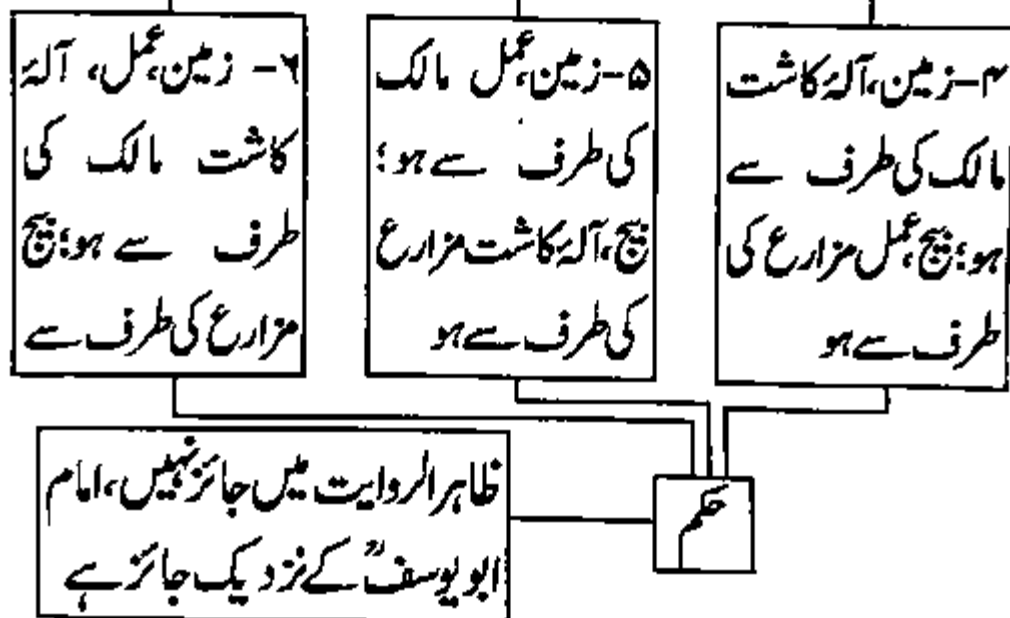 ۴- زمین، آلۂ کاشت
مالک کی طرف سے
ہو؛ بیج، عمل مزارع کی
طرف سے ہو
۵- زمین، عمل مالک
کی طرف سے ہو؛
بیج، آلۂ کاشت مزارع
کی طرف سے ہو
۶- زمین، عمل، آلۂ
کاشت مالک کی
طرف سے ہو؛ بیج
مزارع کی طرف سے
حکم
ظاہر الروایت میں جائز نہیں، امام
ابو یوسفؒ کے نزدیک جائز ہے